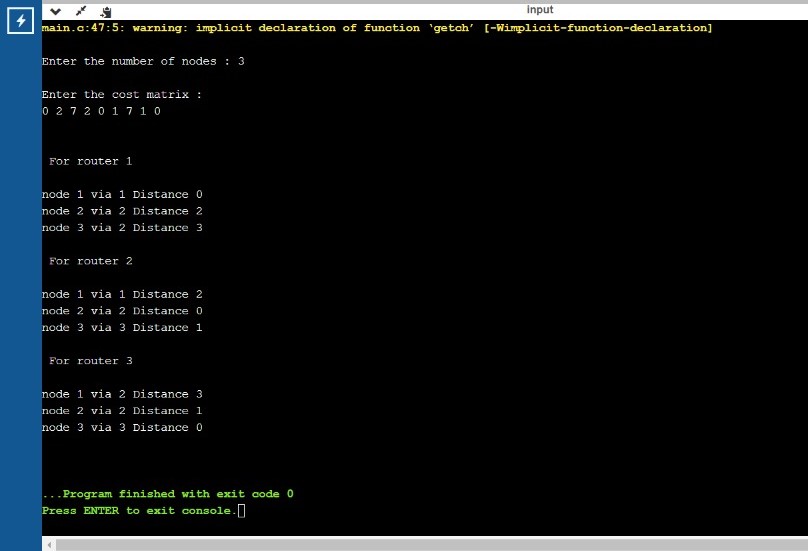 input
main.c:47:5: warning: implicit declaration of function ‘getch’ [-Wimplicit-function-declaration]
Enter the number of nodes : 3
Enter the cost matrix :
0 2 7 2 0 1 7 1 0
For router 1
node 1 via 1 Distance 0
node 2 via 2 Distance 2
node 3 via 2 Distance 3
For router 2
node 1 via 1 Distance 2
node 2 via 2 Distance 0
node 3 via 3 Distance 1
For router 3
node 1 via 2 Distance 3
node 2 via 2 Distance 1
node 3 via 3 Distance 0
...Program finished with exit code 0
Press ENTER to exit console.